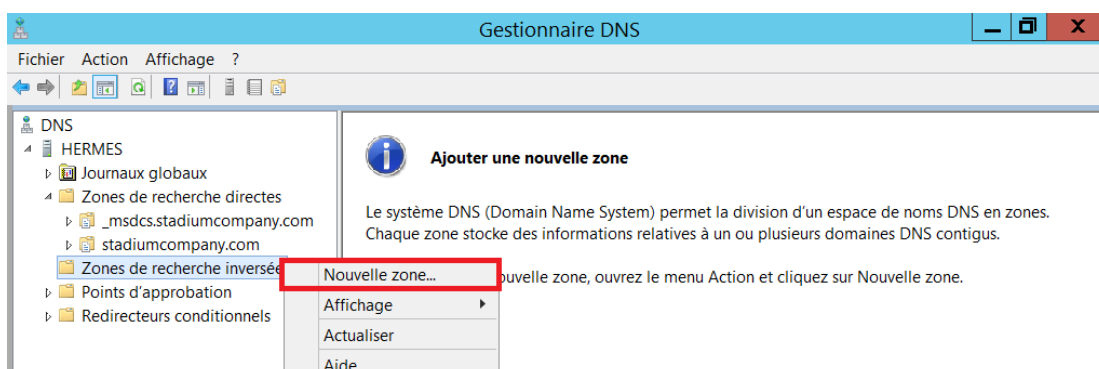 Gestionnaire DNS
Fichier Action Affichage ?
DNS
HERMES
Journaux globaux
Zones de recherche directes
_msdcs.stadiumcompany.com
stadiumcompany.com
Zones de recherche
Points d'approbation
Redirecteurs conditionnels
Nouvelle zone...
Affichage
Actualiser
Aide
Ajouter une nouvelle zone
Le système DNS (Domain Name System) permet la division d'un espace de noms DNS en zones.
Chaque zone stocke des informations relatives à un ou plusieurs domaines DNS contigus.
zone, ouvrez le menu Action et cliquez sur Nouvelle zone.